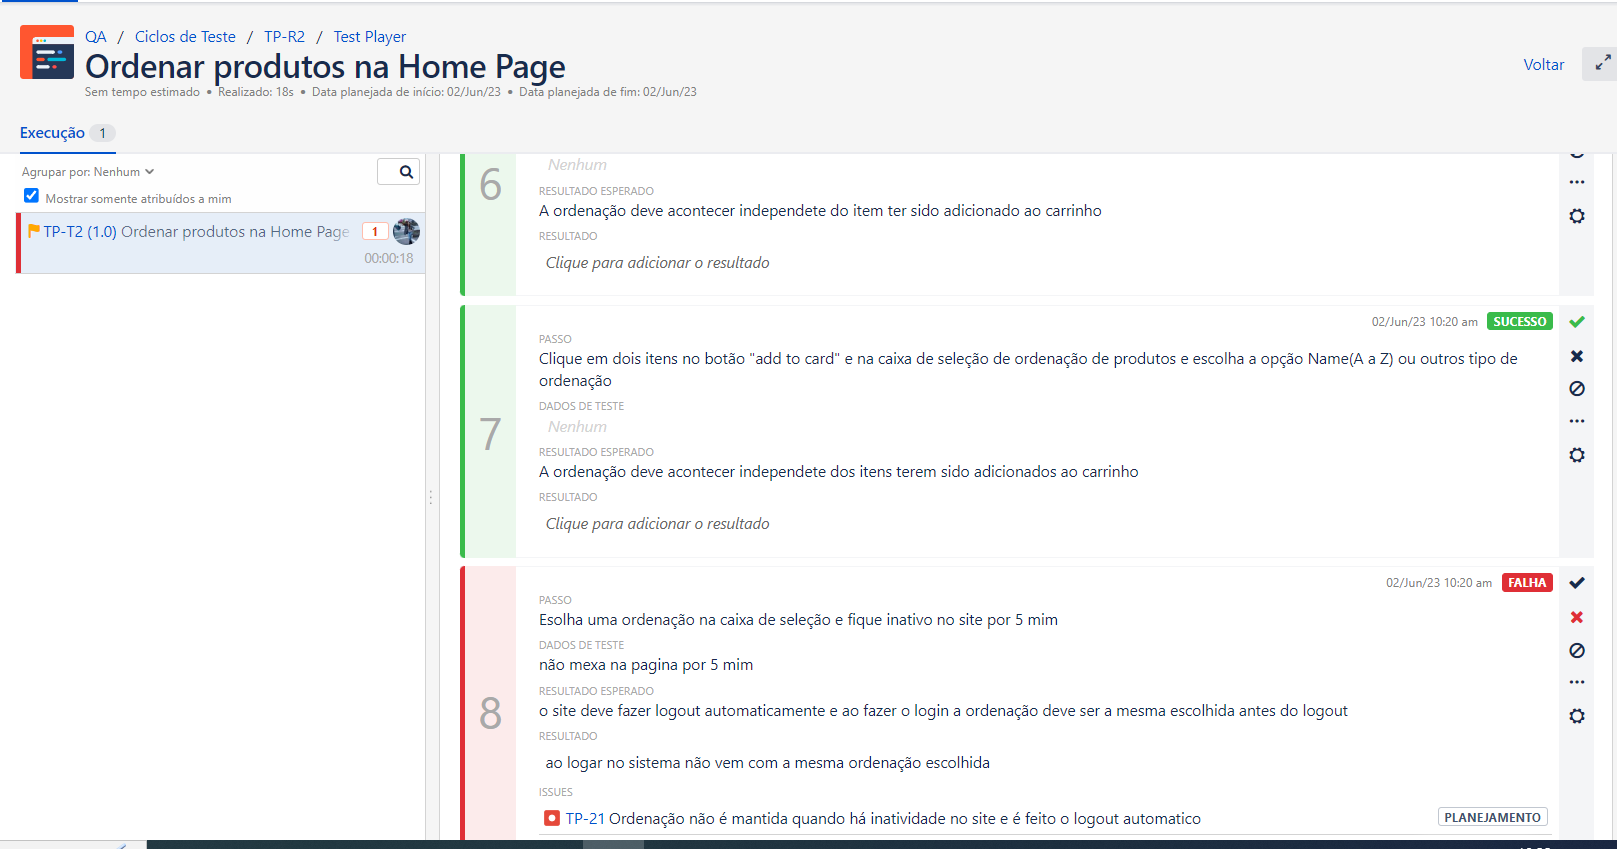 QA / Ciclos de Teste / TP-R2 / Test Player
Ordenar produtos na Home Page
Sem tempo estimado • Realizado: 18s • Data planejada de início: 02/Jun/23 • Data planejada de fim: 02/Jun/23
Voltar
Execução 1
Agrupar por: Nenhum
Mostrar somente atribuídos a mim
TP-T2 (1.0) Ordenar produtos na Home Page 1
00:00:18
6
Nenhum
RESULTADO ESPERADO
A ordenação deve acontecer independete do item ter sido adicionado ao carrinho
RESULTADO
Clique para adicionar o resultado
02/Jun/23 10:20 am SUCESSO
7
PASSO
Clique em dois itens no botão "add to card" e na caixa de seleção de ordenação de produtos e escolha a opção Name(A a Z) ou outros tipo de
ordenação
DADOS DE TESTE
Nenhum
RESULTADO ESPERADO
A ordenação deve acontecer independete dos itens terem sido adicionados ao carrinho
RESULTADO
Clique para adicionar o resultado
02/Jun/23 10:20 am FALHA
8
PASSO
Esolha uma ordenação na caixa de seleção e fique inativo no site por 5 mim
DADOS DE TESTE
não mexa na pagina por 5 mim
RESULTADO ESPERADO
o site deve fazer logout automaticamente e ao fazer o login a ordenação deve ser a mesma escolhida antes do logout
RESULTADO
ao logar no sistema não vem com a mesma ordenação escolhida
ISSUES
TP-21 Ordenação não é mantida quando há inatividade no site e é feito o logout automatico PLANEJAMENTO